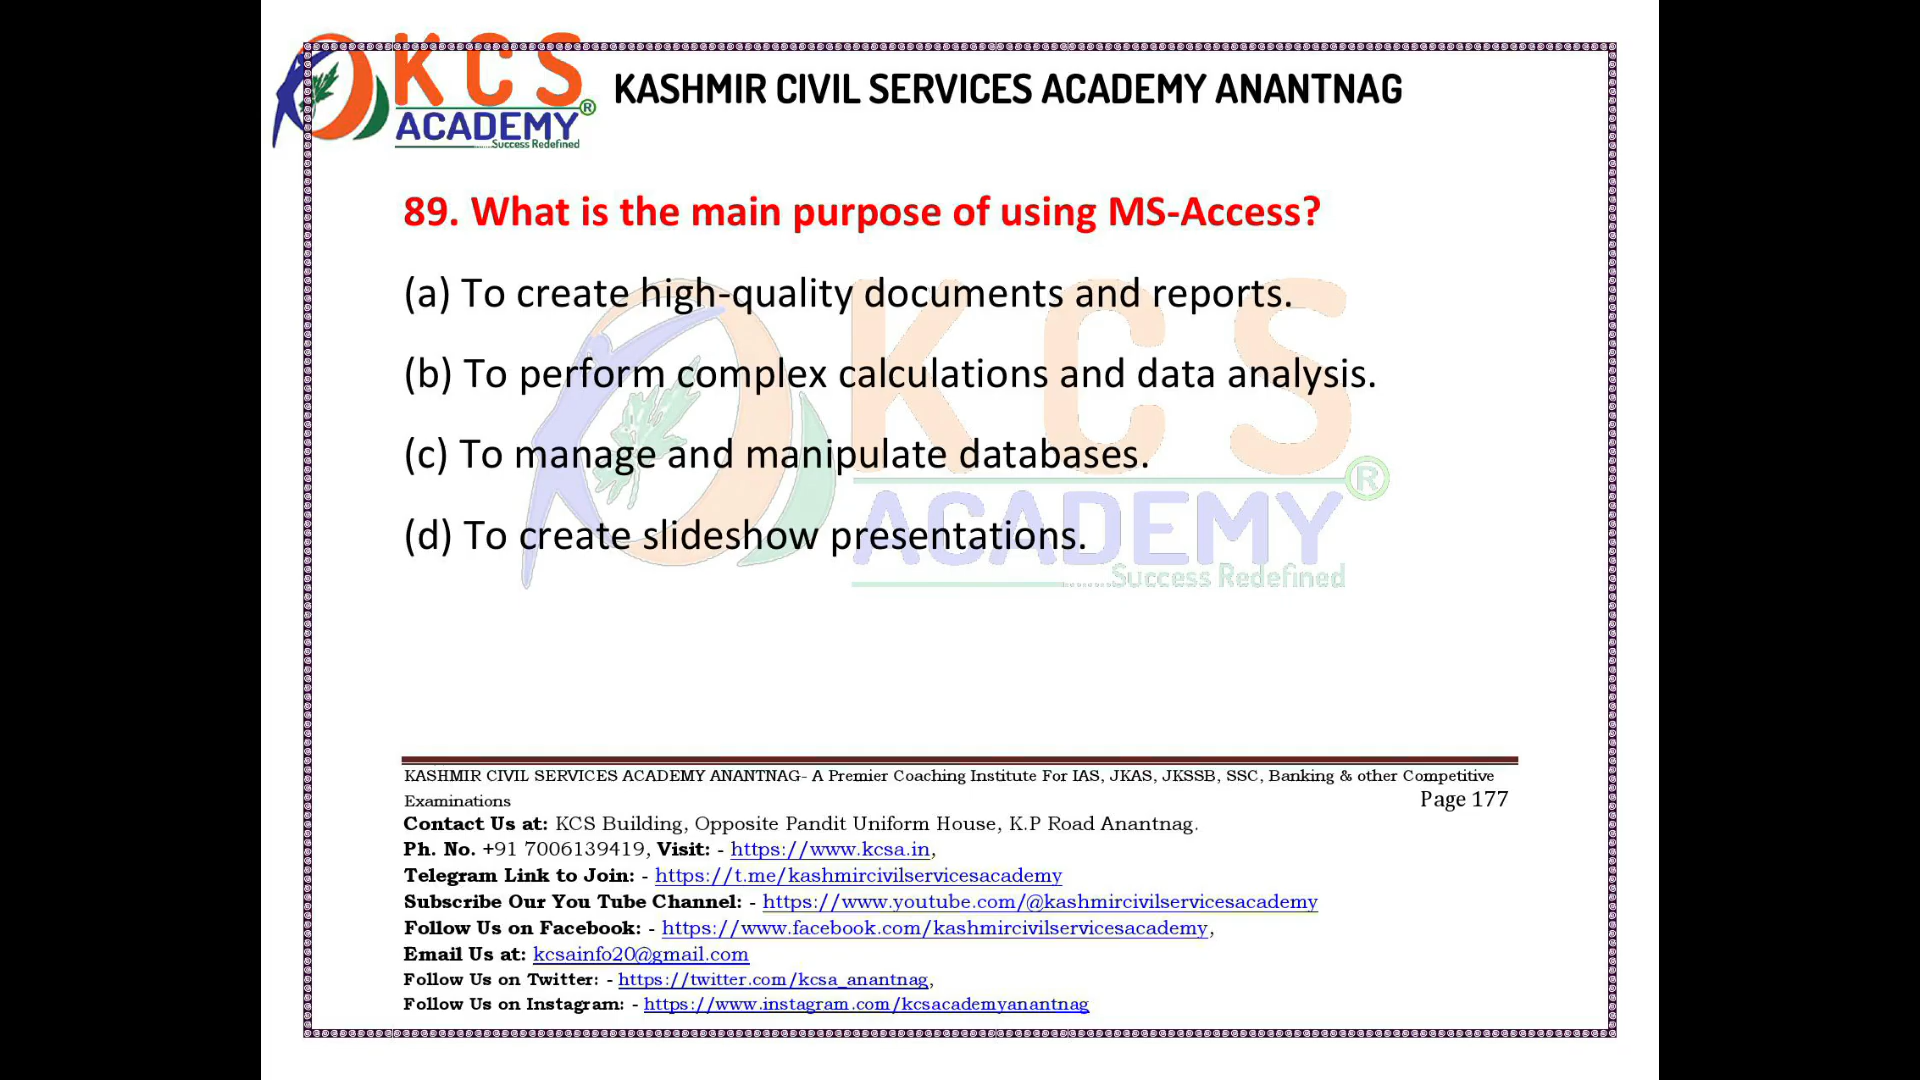 KCS
ACADEMY®
......Success Redefined
KASHMIR CIVIL SERVICES ACADEMY ANANTNAG
89. What is the main purpose of using MS-Access?
(a) To create high-quality documents and reports.
(b) To perform complex calculations and data analysis.
(c) To manage and manipulate databases.
(d) To create slideshow presentations.
KCS
ACADEMY®
........Success Redefined
KASHMIR CIVIL SERVICES ACADEMY ANANTNAG- A Premier Coaching Institute For IAS, JKAS, JKSSB, SSC, Banking & other Competitive
Examinations Page 177
Contact Us at: KCS Building, Opposite Pandit Uniform House, K.P Road Anantnag.
Ph. No. +91 7006139419, Visit: - https://www.kcsa.in,
Telegram Link to Join: - https://t.me/kashmircivilservicesacademy
Subscribe Our You Tube Channel: - https://www.youtube.com/@kashmircivilservicesacademy
Follow Us on Facebook: - https://www.facebook.com/kashmircivilservicesacademy,
Email Us at: kcsainfo20@gmail.com
Follow Us on Twitter: - https://twitter.com/kcsa_anantnag,
Follow Us on Instagram: - https://www.instagram.com/kcsacademyanantnag